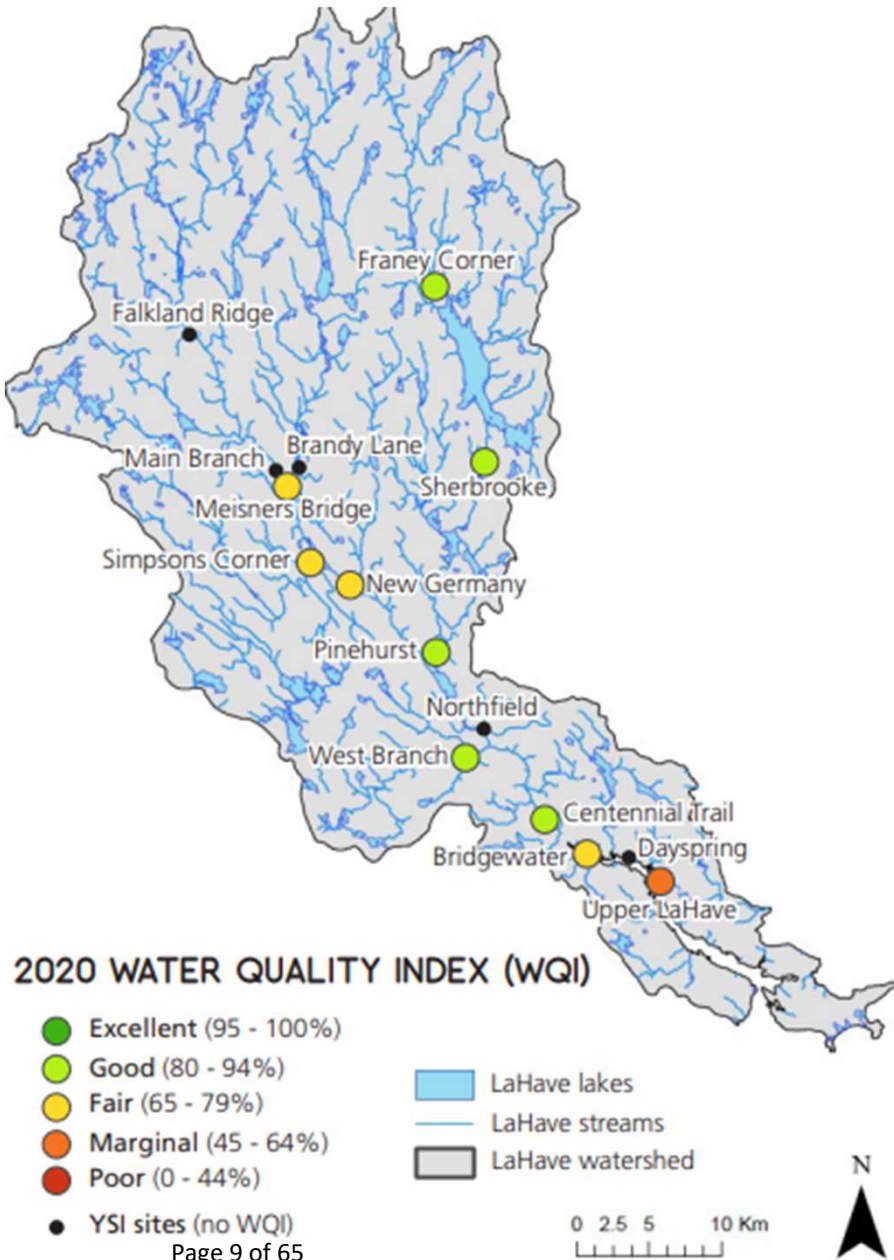 Franey Corner
Falkland Ridge
Brandy Lane
Main Branch
Sherbrooke
Meisners Bridge
Simpsons Corner
New Germany
Pinehurst
Northfield
West Branch
Centennial Trail
Dayspring
Bridgewater
Upper LaHave
2020 WATER QUALITY INDEX (WQI)
Excellent (95 - 100%)
Good (80 - 94%)
Fair (65 - 79%)
Marginal (45 - 64%)
Poor (0 - 44%)
YSI sites (no WQI)
LaHave lakes
LaHave streams
LaHave watershed
N
0 2.5 5 10 Km
Page 9 of 65